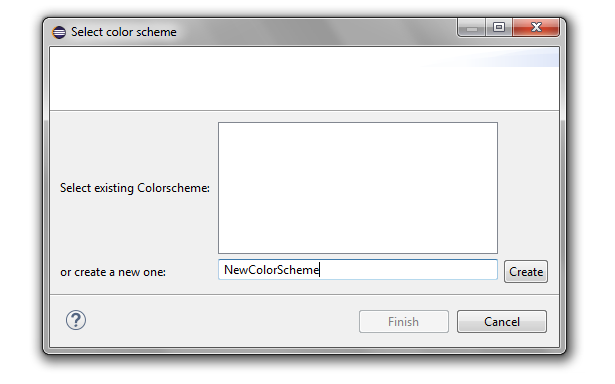 Select color scheme
Select existing Colorscheme:
or create a new one: NewColorScheme Create
? Finish Cancel